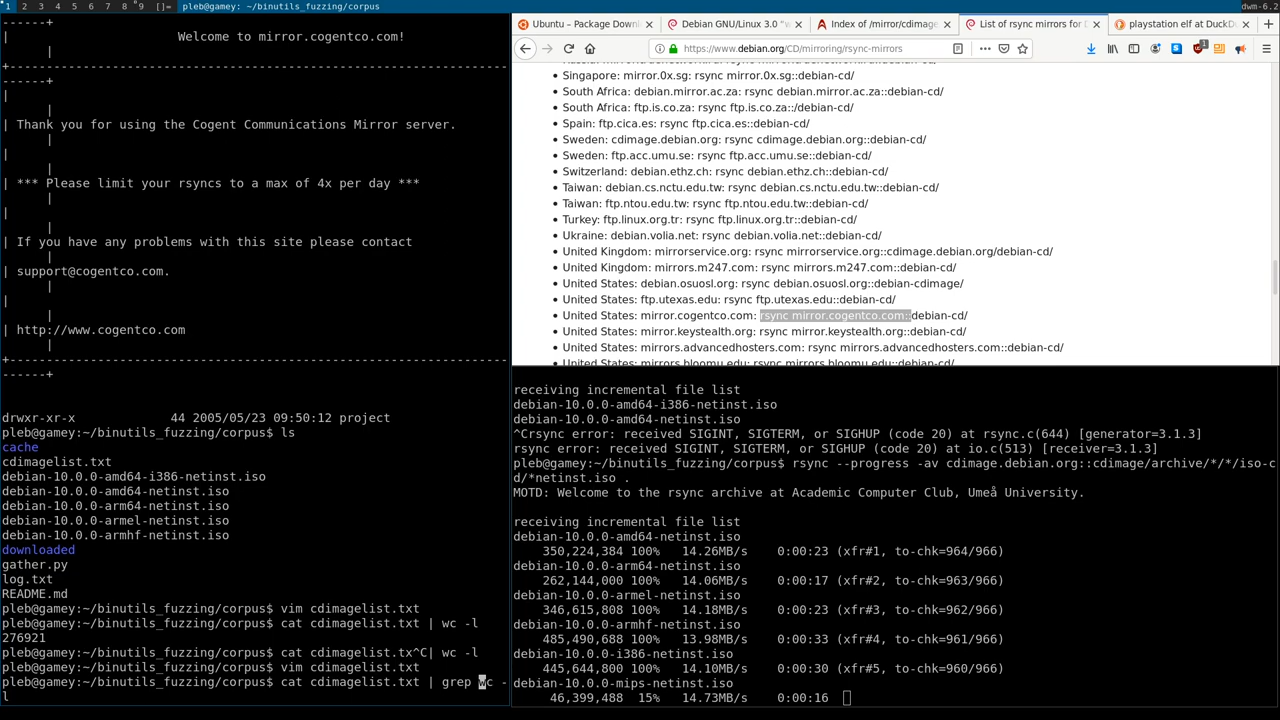 1 2 3 4 5 6 7 8 9 []= pleb@gamey: ~/binutils_fuzzing/corpus dwm-6.2
------+
| Welcome to mirror.cogentco.com!
|
+-----------------------------------------------------------------------
------+
|
|
| Thank you for using the Cogent Communications Mirror server.
|
|
|
| *** Please limit your rsyncs to a max of 4x per day ***
|
|
|
| If you have any problems with this site please contact
|
| support@cogentco.com.
|
|
|
| http://www.cogentco.com
|
+-----------------------------------------------------------------------
------+
drwxr-xr-x 44 2005/05/23 09:50:12 project
pleb@gamey:~/binutils_fuzzing/corpus$ ls
cache
cdimagelist.txt
debian-10.0.0-amd64-i386-netinst.iso
debian-10.0.0-amd64-netinst.iso
debian-10.0.0-arm64-netinst.iso
debian-10.0.0-armel-netinst.iso
debian-10.0.0-armhf-netinst.iso
downloaded
gather.py
log.txt
README.md
pleb@gamey:~/binutils_fuzzing/corpus$ vim cdimagelist.txt
pleb@gamey:~/binutils_fuzzing/corpus$ cat cdimagelist.txt | wc -l
276921
pleb@gamey:~/binutils_fuzzing/corpus$ cat cdimagelist.tx^C| wc -l
pleb@gamey:~/binutils_fuzzing/corpus$ vim cdimagelist.txt
pleb@gamey:~/binutils_fuzzing/corpus$ cat cdimagelist.txt | grep wc -
l
Ubuntu – Package Downl Debian GNU/Linux 3.0 "w Index of /mirror/cdimage List of rsync mirrors for D playstation elf at DuckDu
https://www.debian.org/CD/mirroring/rsync-mirrors
Singapore: mirror.0x.sg: rsync mirror.0x.sg::debian-cd/
South Africa: debian.mirror.ac.za: rsync debian.mirror.ac.za::debian-cd/
South Africa: ftp.is.co.za: rsync ftp.is.co.za::/debian-cd/
Spain: ftp.cica.es: rsync ftp.cica.es::debian-cd/
Sweden: cdimage.debian.org: rsync cdimage.debian.org::debian-cd/
Sweden: ftp.acc.umu.se: rsync ftp.acc.umu.se::debian-cd/
Switzerland: debian.ethz.ch: rsync debian.ethz.ch::debian-cd/
Taiwan: debian.cs.nctu.edu.tw: rsync debian.cs.nctu.edu.tw::debian-cd/
Taiwan: ftp.ntou.edu.tw: rsync ftp.ntou.edu.tw::debian-cd/
Turkey: ftp.linux.org.tr: rsync ftp.linux.org.tr::debian-cd/
Ukraine: debian.volia.net: rsync debian.volia.net::debian-cd/
United Kingdom: mirrorservice.org: rsync mirrorservice.org::cdimage.debian.org/debian-cd/
United Kingdom: mirrors.m247.com: rsync mirrors.m247.com::debian-cd/
United States: debian.osuosl.org: rsync debian.osuosl.org::debian-cdimage/
United States: ftp.utexas.edu: rsync ftp.utexas.edu::debian-cd/
United States: mirror.cogentco.com: rsync mirror.cogentco.com::debian-cd/
United States: mirror.keystealth.org: rsync mirror.keystealth.org::debian-cd/
United States: mirrors.advancedhosters.com: rsync mirrors.advancedhosters.com::debian-cd/
United States: mirrors.bloomu.edu: rsync mirrors.bloomu.edu::debian-cd/
receiving incremental file list
debian-10.0.0-amd64-i386-netinst.iso
debian-10.0.0-amd64-netinst.iso
^Crsync error: received SIGINT, SIGTERM, or SIGHUP (code 20) at rsync.c(644) [generator=3.1.3]
rsync error: received SIGINT, SIGTERM, or SIGHUP (code 20) at io.c(513) [receiver=3.1.3]
pleb@gamey:~/binutils_fuzzing/corpus$ rsync --progress -av cdimage.debian.org::cdimage/archive/*/*/iso-c
d/*netinst.iso .
MOTD: Welcome to the rsync archive at Academic Computer Club, Umeå University.
receiving incremental file list
debian-10.0.0-amd64-netinst.iso
350,224,384 100% 14.26MB/s 0:00:23 (xfr#1, to-chk=964/966)
debian-10.0.0-arm64-netinst.iso
262,144,000 100% 14.06MB/s 0:00:17 (xfr#2, to-chk=963/966)
debian-10.0.0-armel-netinst.iso
346,615,808 100% 14.18MB/s 0:00:23 (xfr#3, to-chk=962/966)
debian-10.0.0-armhf-netinst.iso
485,490,688 100% 13.98MB/s 0:00:33 (xfr#4, to-chk=961/966)
debian-10.0.0-i386-netinst.iso
445,644,800 100% 14.10MB/s 0:00:30 (xfr#5, to-chk=960/966)
debian-10.0.0-mips-netinst.iso
46,399,488 15% 14.73MB/s 0:00:16